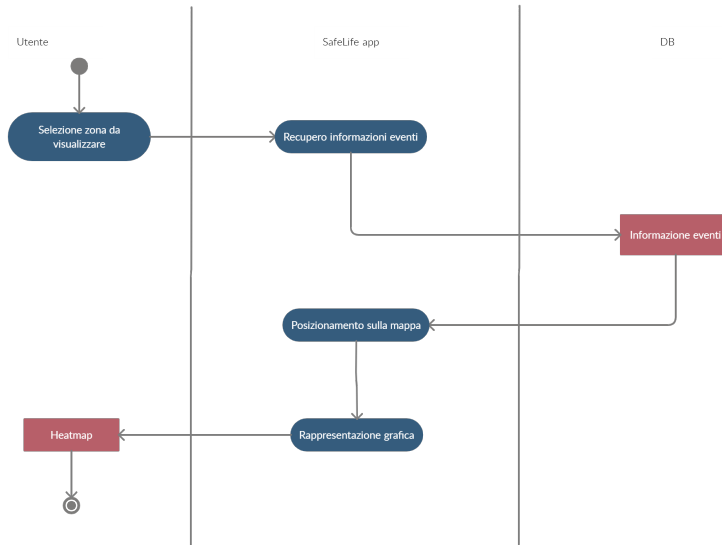 Utente
SafeLife app
DB
Selezione zona da
visualizzare
Recupero informazioni eventi
Informazione eventi
Posizionamento sulla mappa
Heatmap
Rappresentazione grafica